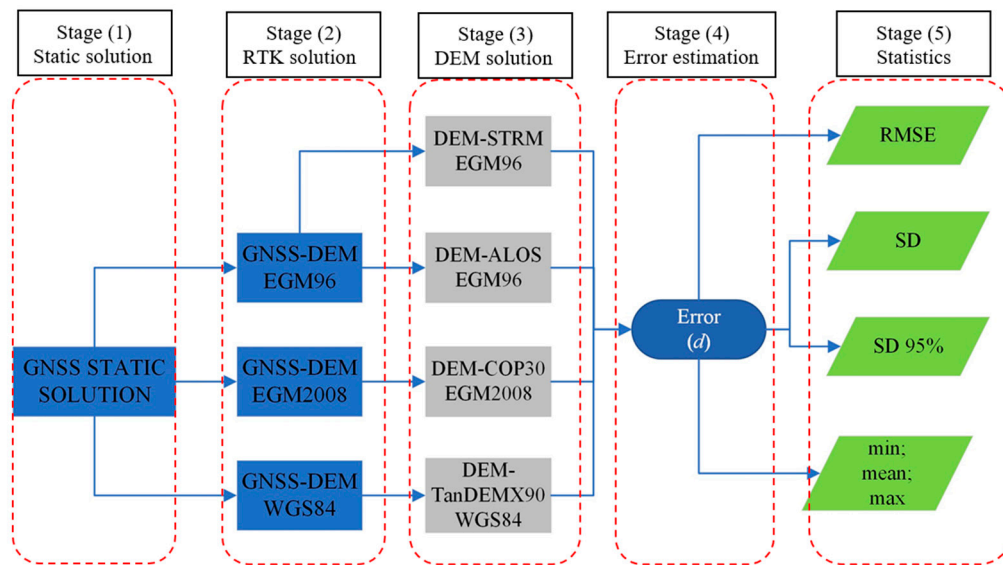 Stage (1)
Static solution
Stage (2)
RTK solution
Stage (3)
DEM solution
Stage (4)
Error estimation
Stage (5)
Statistics
GNSS STATIC
SOLUTION
GNSS-DEM
EGM96
GNSS-DEM
EGM2008
GNSS-DEM
WGS84
DEM-STRM
EGM96
DEM-ALOS
EGM96
DEM-COP30
EGM2008
DEM-
TanDEMX90
WGS84
Error
(d)
RMSE
SD
SD 95%
min;
mean;
max